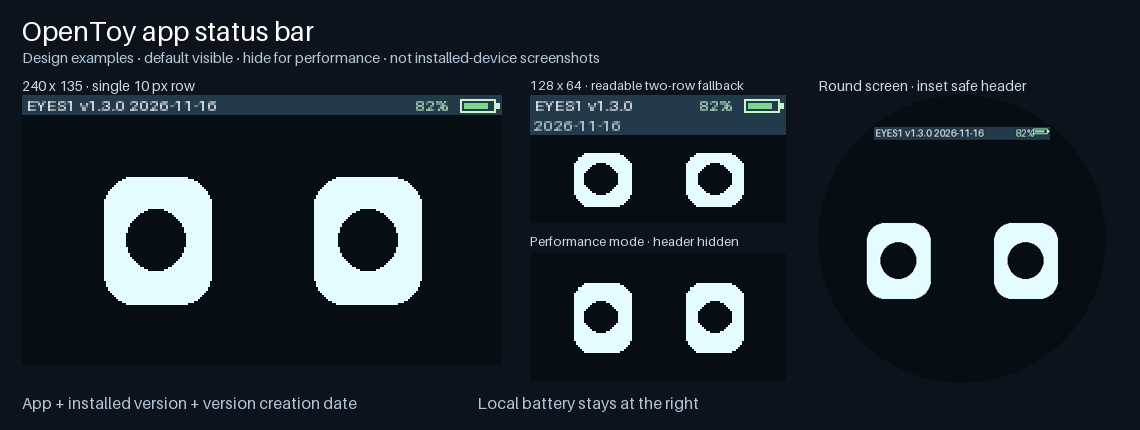 OpenToy app status bar
Design examples · default visible · hide for performance · not installed-device screenshots
240 x 135 · single 10 px row
EYES1 v1.3.0 2026-11-16 82%
128 x 64 · readable two-row fallback
EYES1 v1.3.0 82%
2026-11-16
Performance mode · header hidden
Round screen · inset safe header
EYES1 v1.3.0 2026-11-16 82%
App + installed version + version creation date
Local battery stays at the right